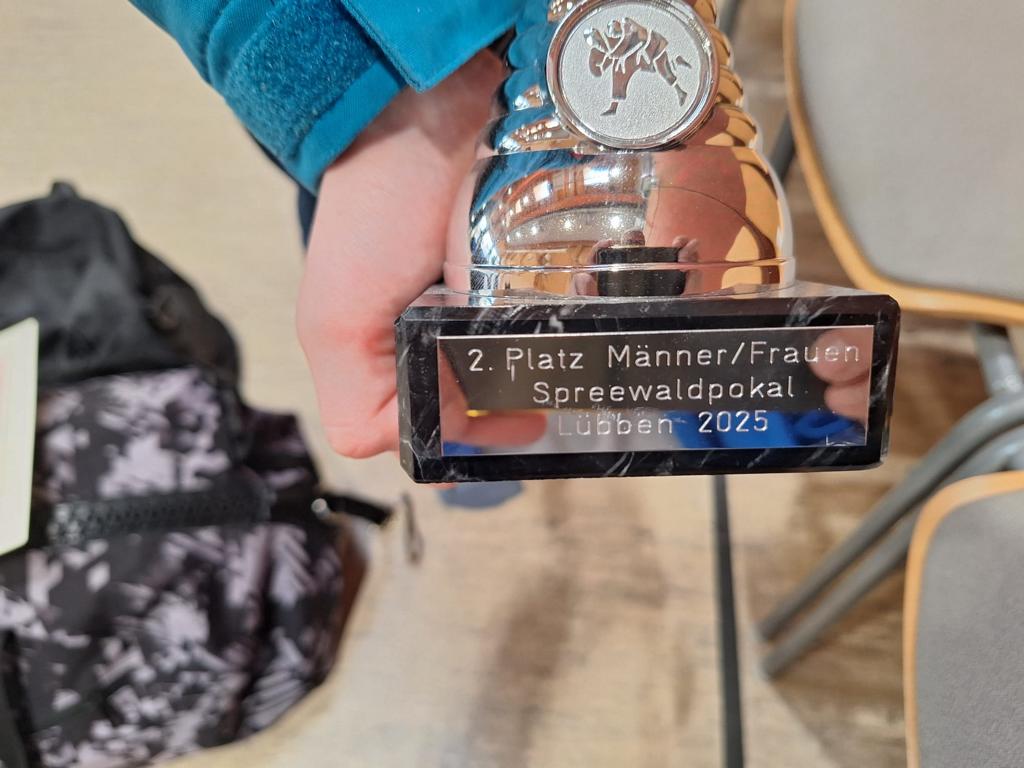 2. Platz Männer/Frauen
Spreewaldpokal
Lübben 2025